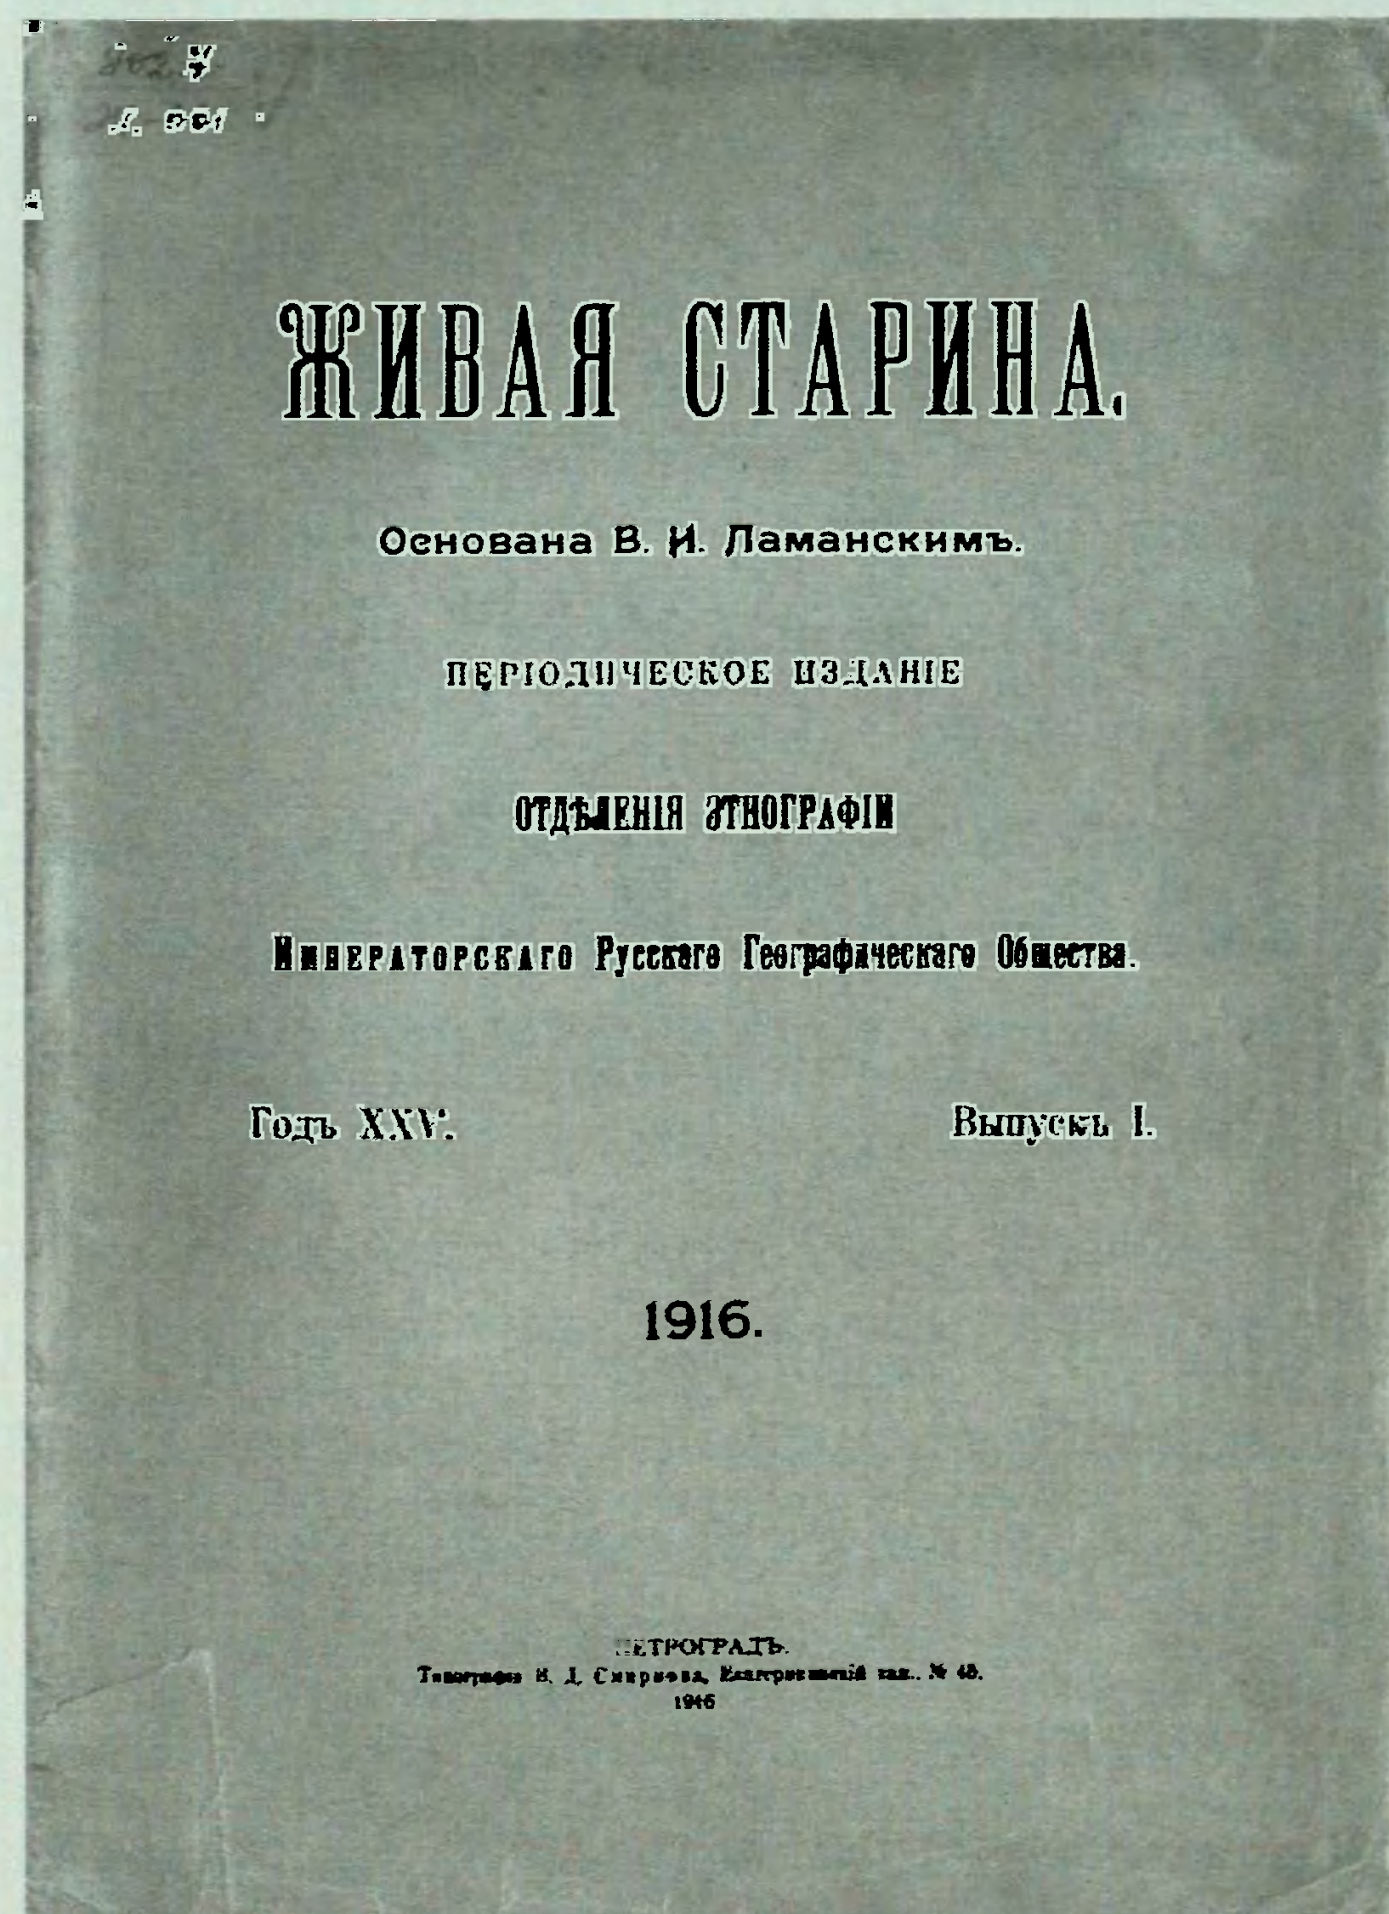 ЖИВАЯ СТАРИНА.
Основана В. И. Ламанскимъ.
ПЕРІОДИЧЕСКОЕ ИЗДАНІЕ
ОТДѢЛЕНІЯ ЭТНОГРАФІИ
ИМПЕРАТОРСКАГО Русскаго Географическаго Общества.
Годъ XXV.
Выпускъ I.
1916.
ПЕТРОГРАДЪ.
Типографія В. Д. Смирнова, Екатерининскій кан., № 45.
1916